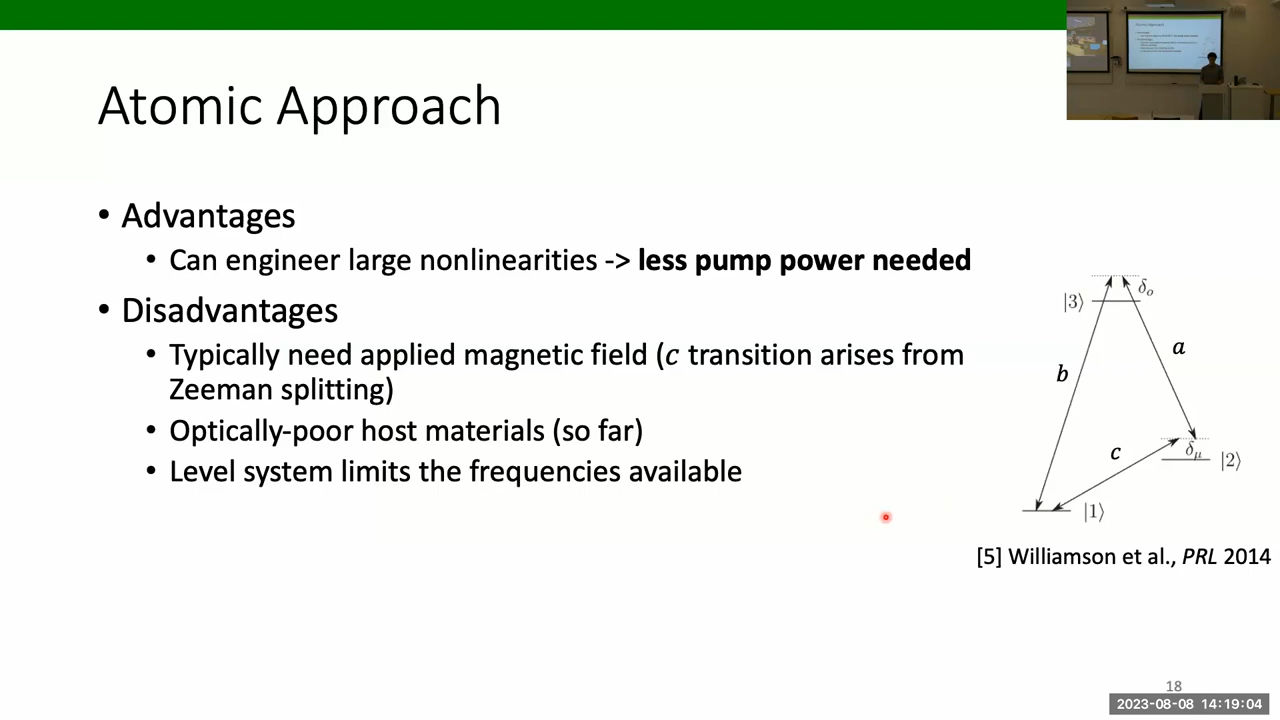 Atomic Approach
• Advantages
• Can engineer large nonlinearities -> less pump power needed
• Disadvantages
• Typically need applied magnetic field (c transition arises from
Zeeman splitting)
• Optically-poor host materials (so far)
• Level system limits the frequencies available
δₒ
|3⟩
a
b
c
δ_μ
|2⟩
|1⟩
[5] Williamson et al., PRL 2014
18
2023-08-08 14:19:04